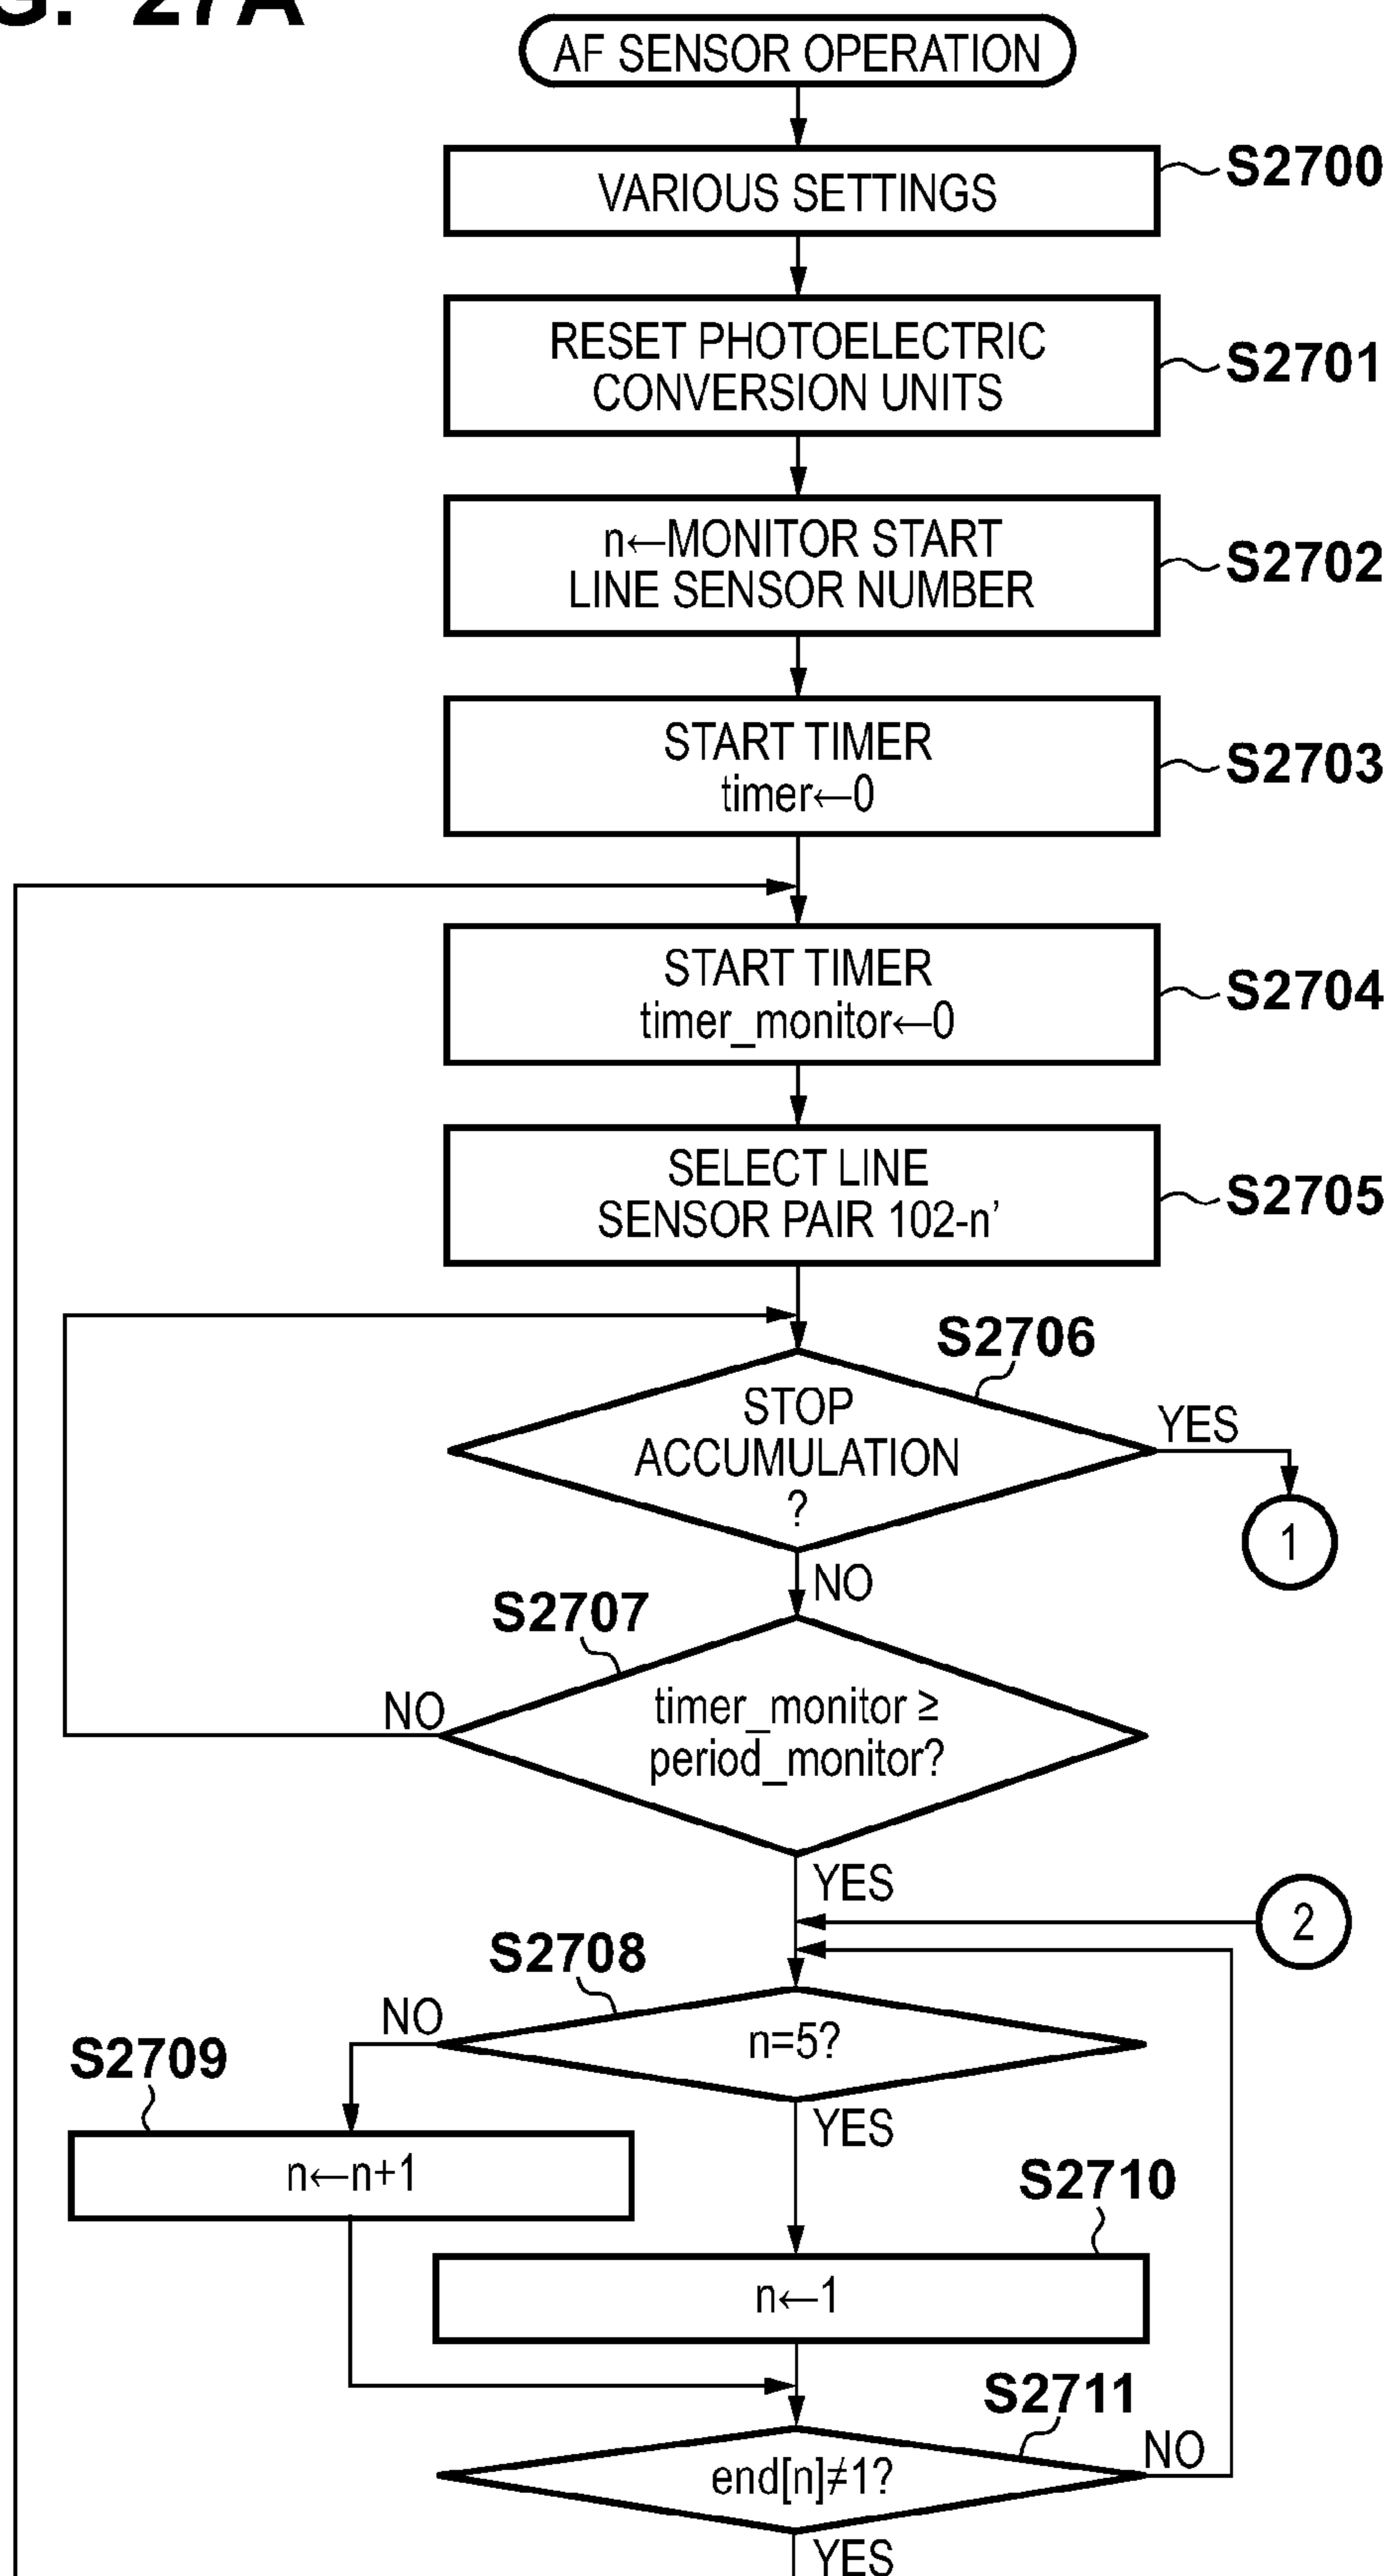 G. 27A
AF SENSOR OPERATION
VARIOUS SETTINGS
S2700
RESET PHOTOELECTRIC
CONVERSION UNITS
S2701
n←MONITOR START
LINE SENSOR NUMBER
S2702
START TIMER
timer←0
S2703
START TIMER
timer_monitor←0
S2704
SELECT LINE
SENSOR PAIR 102-n’
S2705
S2706
STOP
ACCUMULATION
?
YES
1
NO
S2707
timer_monitor ≥
period_monitor?
NO
YES
2
S2708
n=5?
NO
YES
S2709
n←n+1
S2710
n←1
S2711
end[n]≠1?
NO
YES